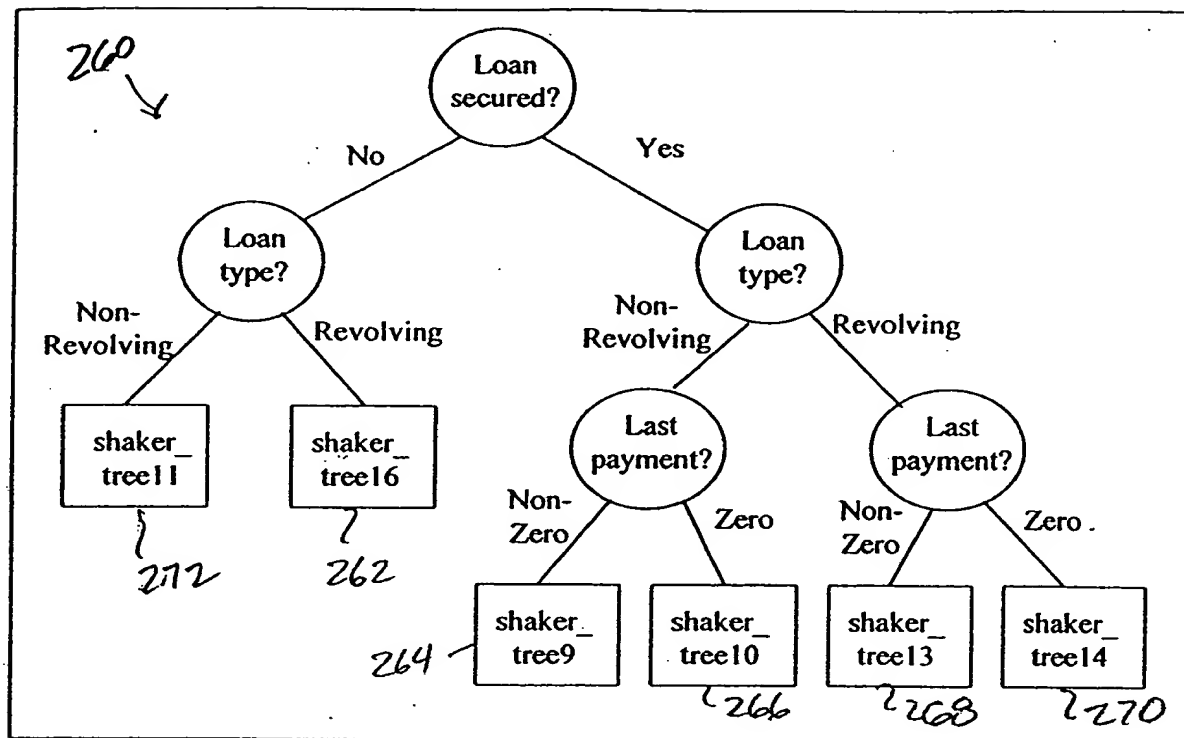 260
Loan
secured?
No
Yes
Loan
type?
Loan
type?
Non-
Revolving
Revolving
Non-
Revolving
Revolving
shaker_
tree11
shaker_
tree16
Last
payment?
Last
payment?
272
262
Non-
Zero
Zero
Non-
Zero
Zero
shaker_
tree9
shaker_
tree10
shaker_
tree13
shaker_
tree14
264
266
268
270